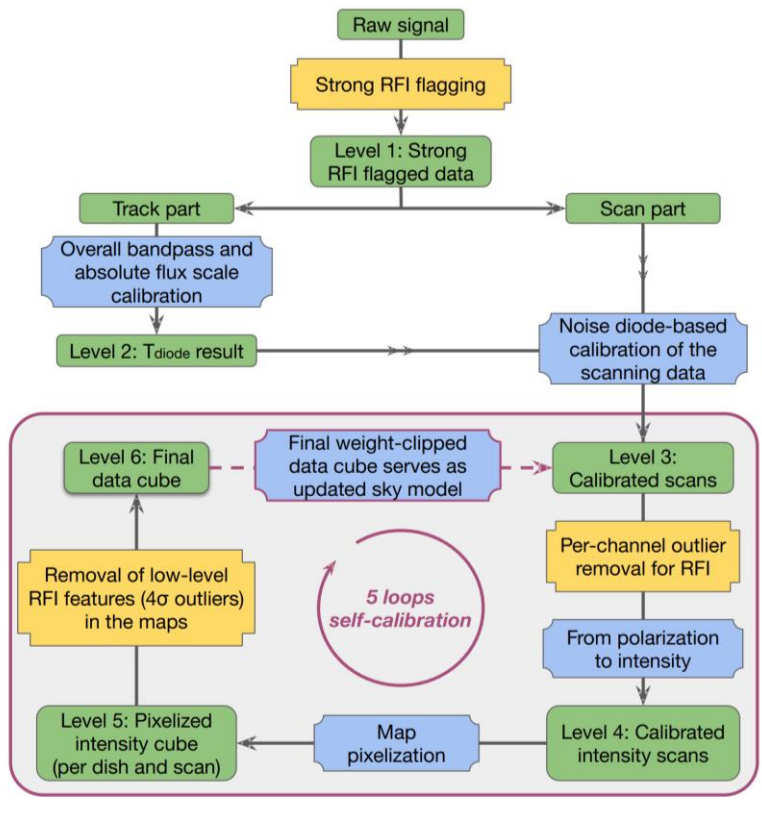 Raw signal
Strong RFI flagging
Level 1: Strong
RFI flagged data
Track part
Scan part
Overall bandpass and
absolute flux scale
calibration
Level 2: Tdiode result
Noise diode-based
calibration of the
scanning data
Level 6: Final
data cube
Final weight-clipped
data cube serves as
updated sky model
Level 3:
Calibrated scans
Per-channel outlier
removal for RFI
Removal of low-level
RFI features (4σ outliers)
in the maps
5 loops
self-calibration
From polarization
to intensity
Level 5: Pixelized
intensity cube
(per dish and scan)
Map
pixelization
Level 4: Calibrated
intensity scans